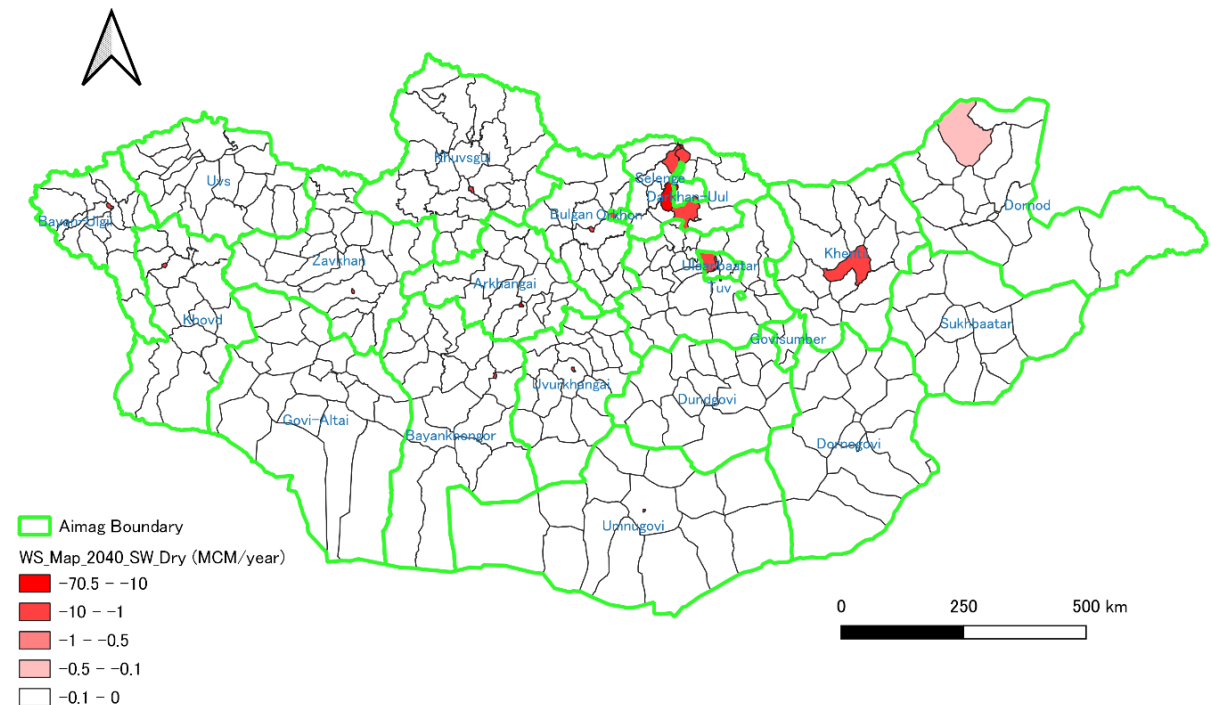 Khuvsgul
Uvs
Selenge
Darkhan-Uul
Bayan-Ulgii
Bulgan
Orkhon
Dornod
Zavkhan
Khentii
Ulaanbaatar
Arkhangai
Tuv
Khovd
Sukhbaatar
Govisumber
Uvurkhangai
Dundgovi
Govi-Altai
Bayankhongor
Dornogovi
Umnugovi
Aimag Boundary
WS_Map_2040_SW_Dry (MCM/year)
-70.5 - -10
-10 - -1
-1 - -0.5
-0.5 - -0.1
-0.1 - 0
0 250 500 km